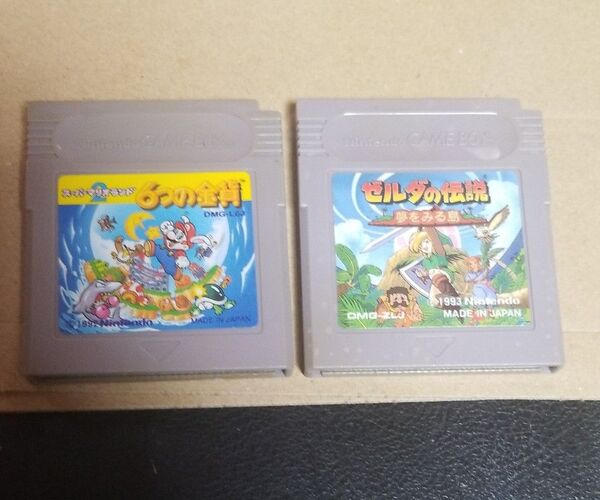 Nintendo GAME BOY
スーパーマリオランド2
6つの金貨
DMG-L6J
© 1992 Nintendo
MADE IN JAPAN
Nintendo GAME BOY
ゼルダの伝説
夢をみる島
© 1993 Nintendo
DMG-ZLJ
MADE IN JAPAN